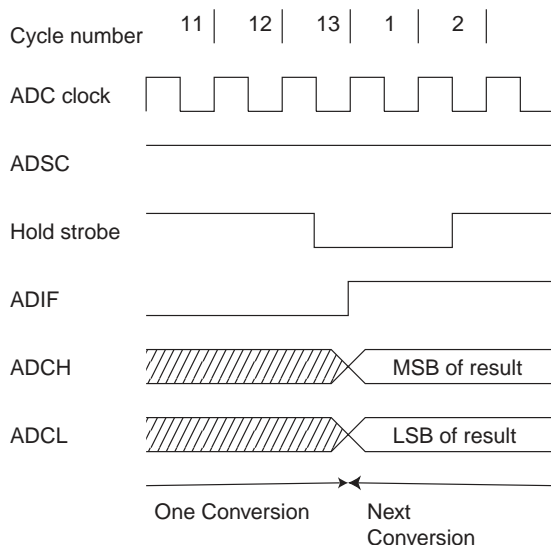 Cycle number 11 12 13 1 2
ADC clock
ADSC
Hold strobe
ADIF
ADCH MSB of result
ADCL LSB of result
One Conversion Next
Conversion